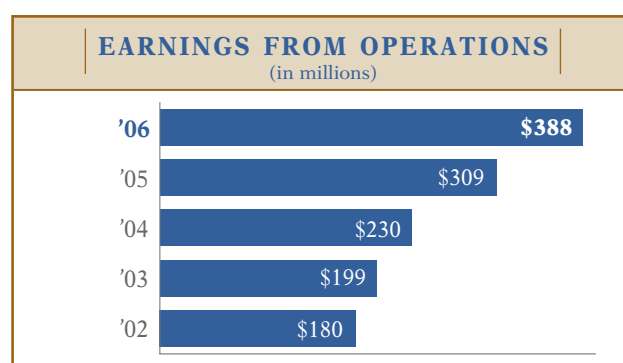 EARNINGS FROM OPERATIONS
(in millions)
’06 $388
’05 $309
’04 $230
’03 $199
’02 $180